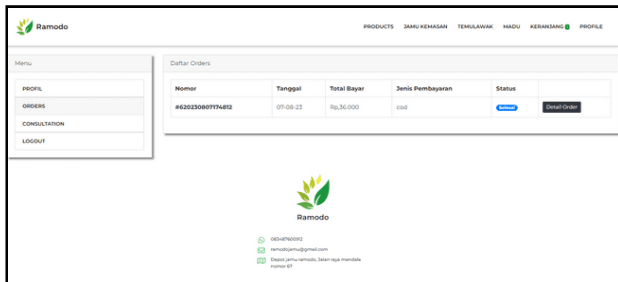 Ramodo
PRODUCTS JAMU KEMASAN TEMULAWAK MADU KERANJANG PROFILE
Menu
PROFIL
ORDERS
CONSULTATION
LOGOUT
Daftar Orders
Nomor Tanggal Total Bayar Jenis Pembayaran Status
#620230807174812 07-08-23 Rp,36.000 cod Selesai Detail Order
Ramodo
ramodojamu@gmail.com
Depot jamu ramodo, Jalan raya mendala
nomor 67